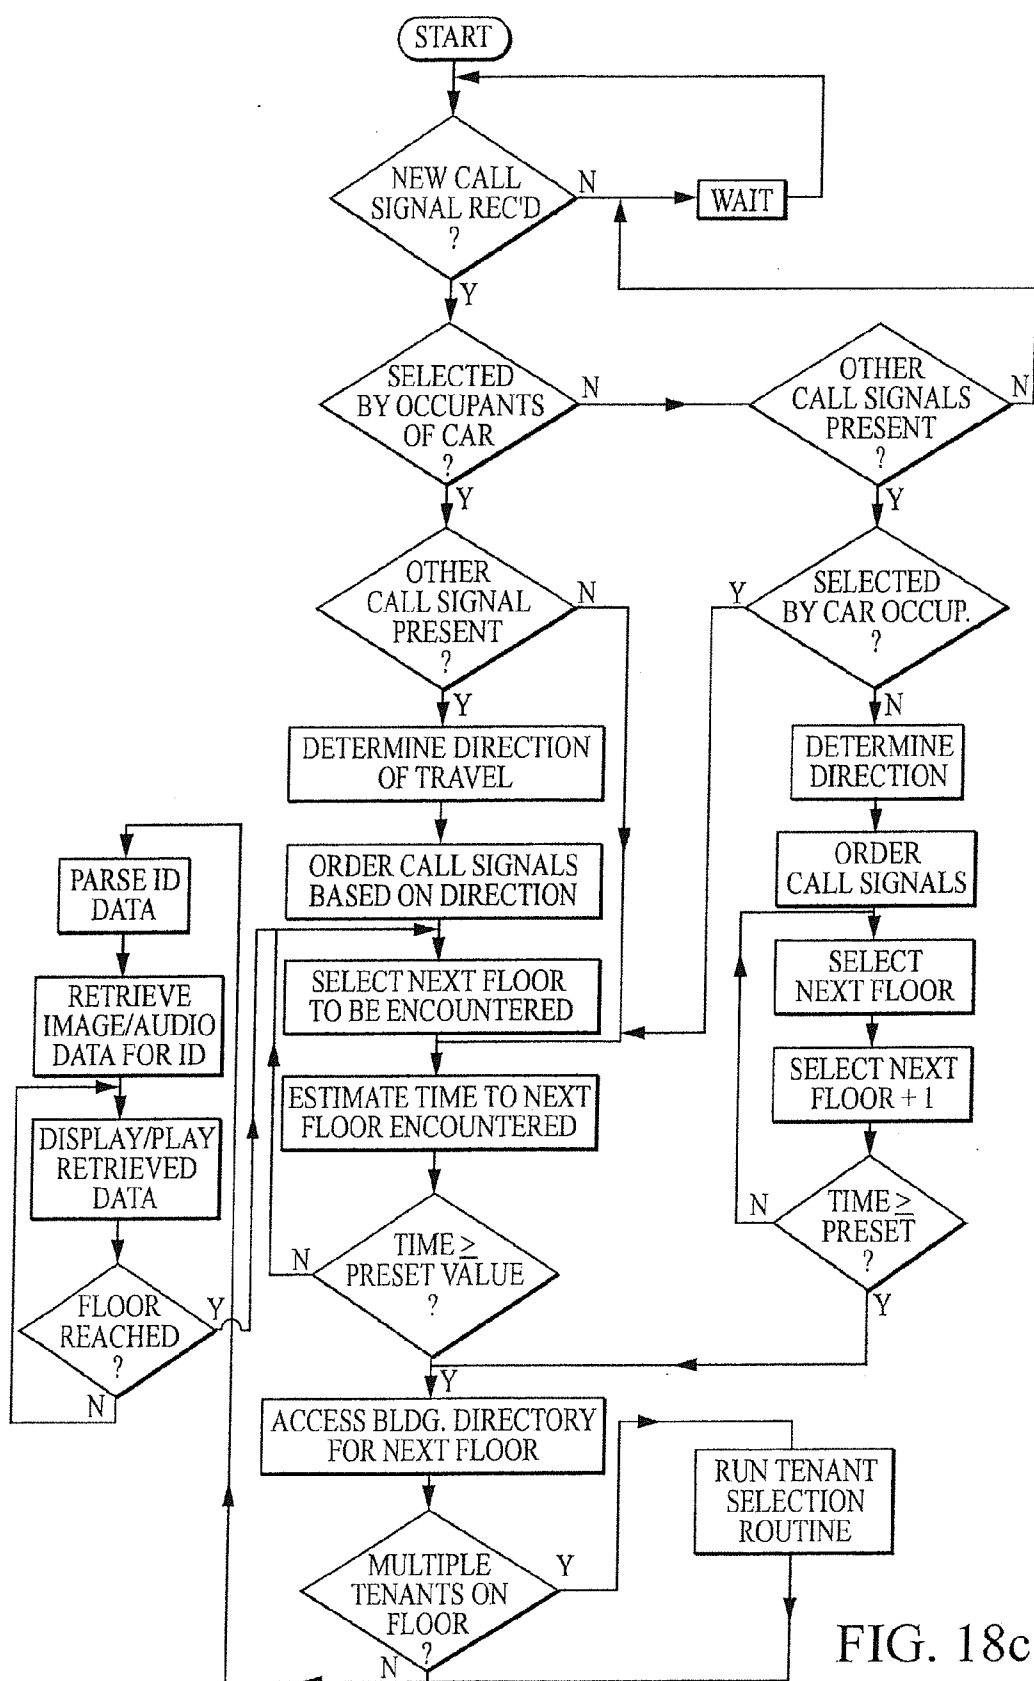 START
NEW CALL
SIGNAL REC'D
?
N
WAIT
Y
SELECTED
BY OCCUPANTS
OF CAR
?
N
OTHER
CALL SIGNALS
PRESENT
?
N
Y
Y
OTHER
CALL SIGNAL
PRESENT
?
N
Y
SELECTED
BY CAR OCCUP.
?
Y
N
DETERMINE DIRECTION
OF TRAVEL
DETERMINE
DIRECTION
ORDER CALL SIGNALS
BASED ON DIRECTION
ORDER
CALL SIGNALS
PARSE ID
DATA
SELECT NEXT FLOOR
TO BE ENCOUNTERED
SELECT
NEXT FLOOR
RETRIEVE
IMAGE/AUDIO
DATA FOR ID
ESTIMATE TIME TO NEXT
FLOOR ENCOUNTERED
SELECT NEXT
FLOOR + 1
DISPLAY/PLAY
RETRIEVED
DATA
N
TIME ≥
PRESET
?
Y
N
TIME ≥
PRESET VALUE
?
Y
FLOOR
REACHED
?
Y
N
ACCESS BLDG. DIRECTORY
FOR NEXT FLOOR
RUN TENANT
SELECTION
ROUTINE
MULTIPLE
TENANTS ON
FLOOR
?
Y
N
FIG. 18c